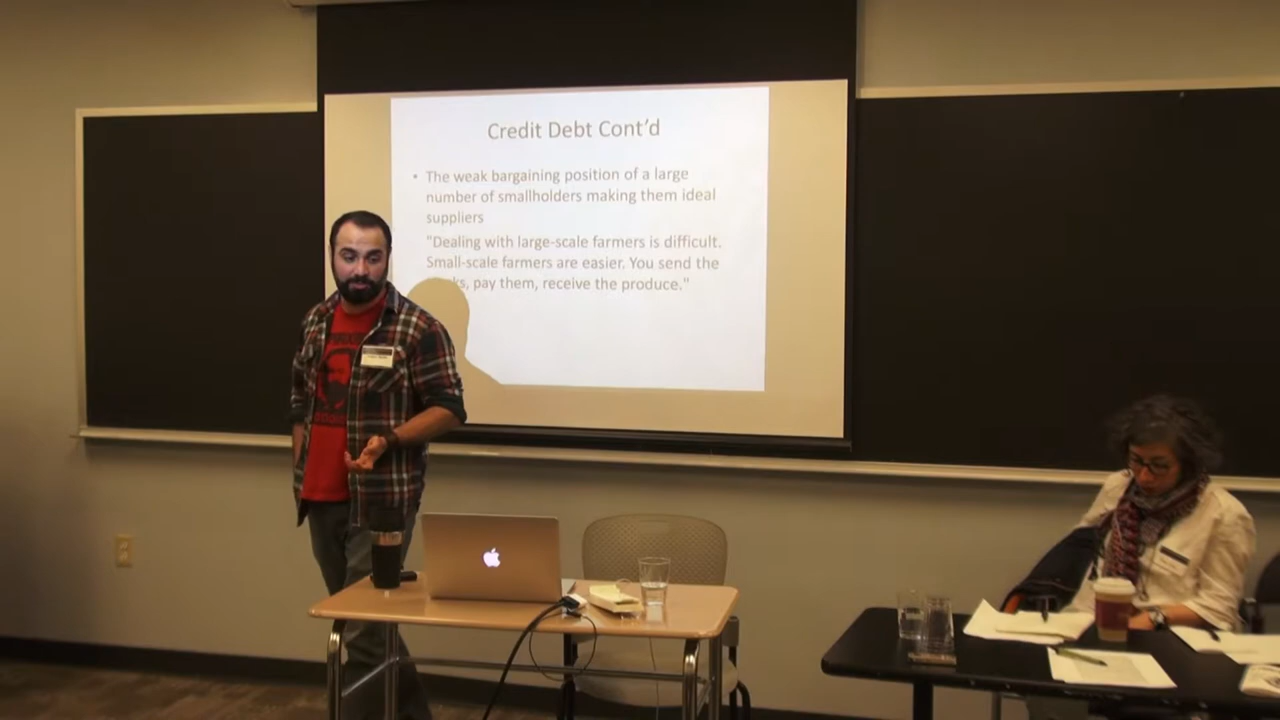 Credit Debt Cont'd
• The weak bargaining position of a large
number of smallholders making them ideal
suppliers
"Dealing with large-scale farmers is difficult.
Small-scale farmers are easier. You send the
pay them, receive the produce."